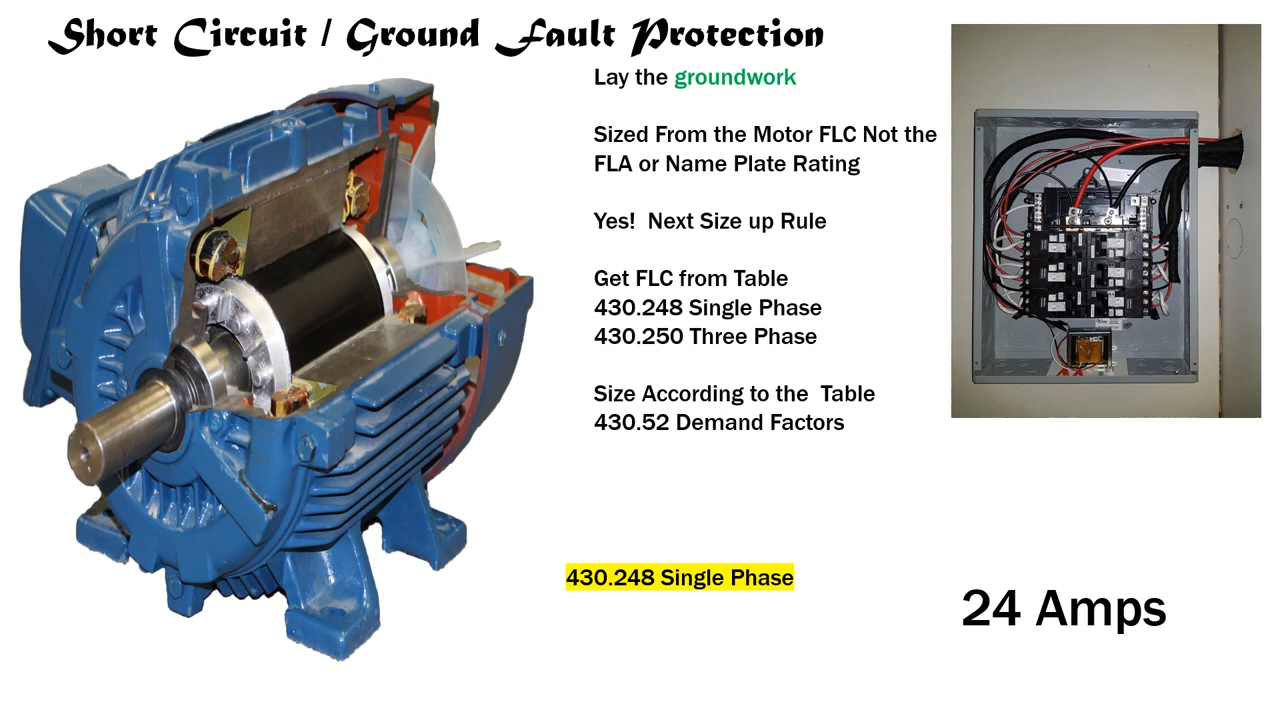 Short Circuit / Ground Fault Protection
Lay the groundwork
Sized From the Motor FLC Not the
FLA or Name Plate Rating
Yes!  Next Size up Rule
Get FLC from Table
430.248 Single Phase
430.250 Three Phase
Size According to the  Table
430.52 Demand Factors
430.248 Single Phase
24 Amps